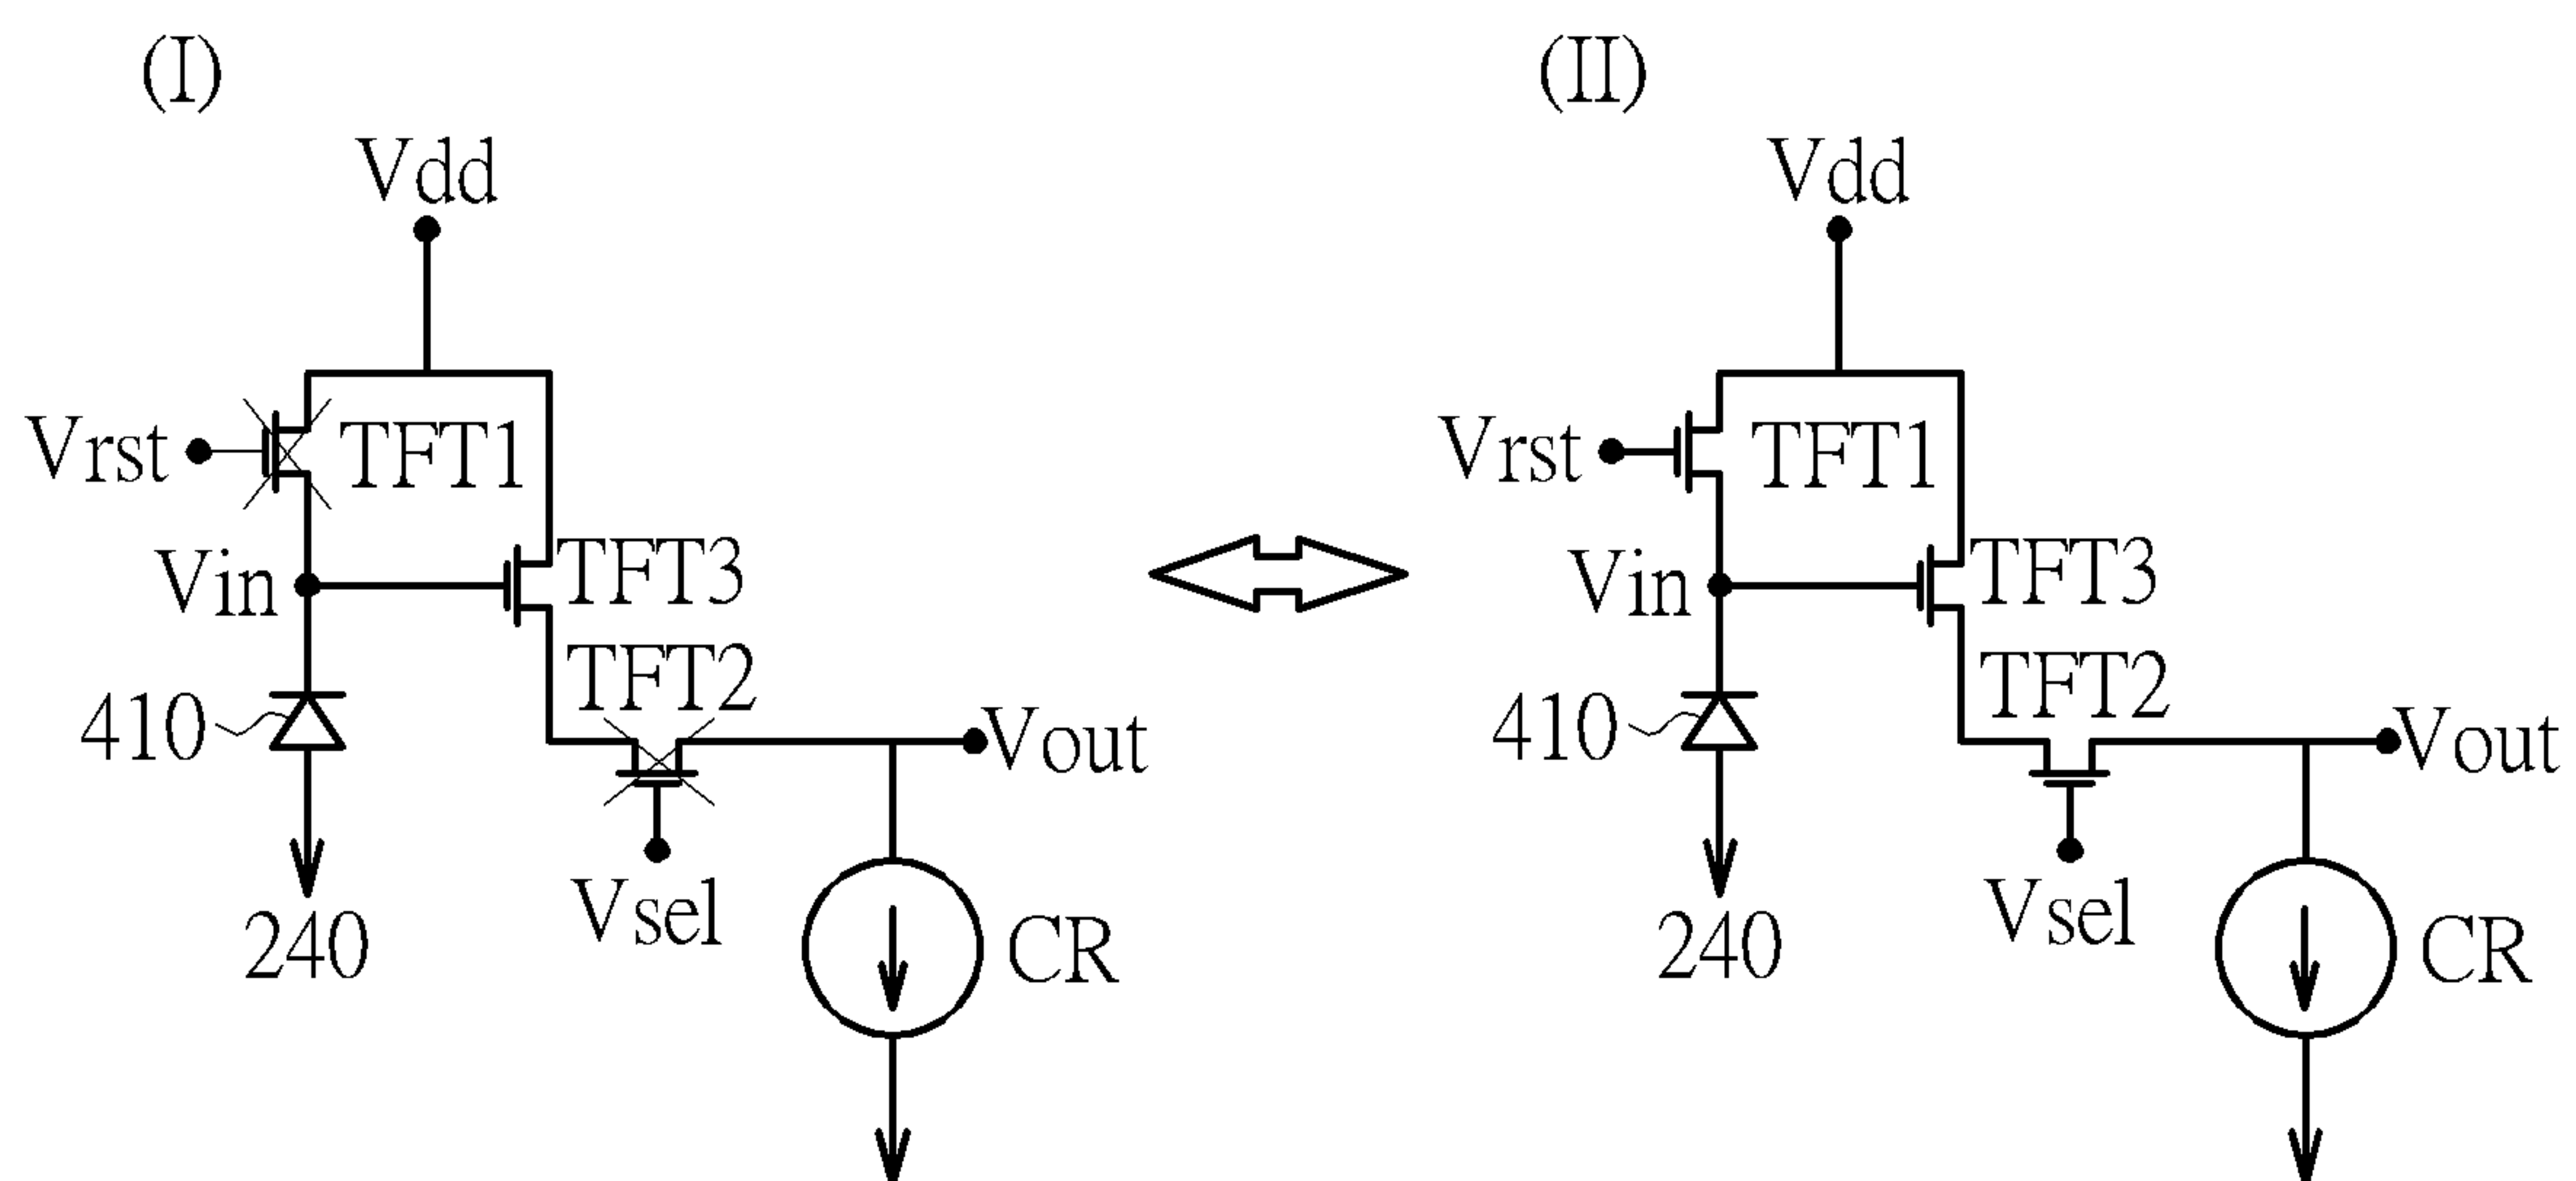 (I)
Vdd
Vrst
TFT1
Vin
TFT3
TFT2
410
Vout
Vsel
240
CR
(II)
Vdd
Vrst
TFT1
Vin
TFT3
TFT2
410
Vout
Vsel
240
CR